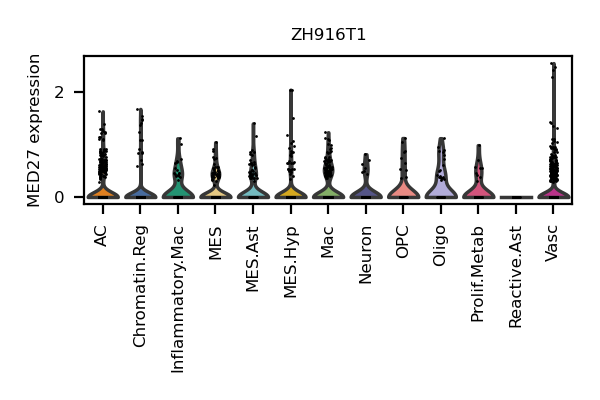 ZH916T1
MED27 expression
2
0
AC
Chromatin.Reg
Inflammatory.Mac
MES
MES.Ast
MES.Hyp
Mac
Neuron
OPC
Oligo
Prolif.Metab
Reactive.Ast
Vasc